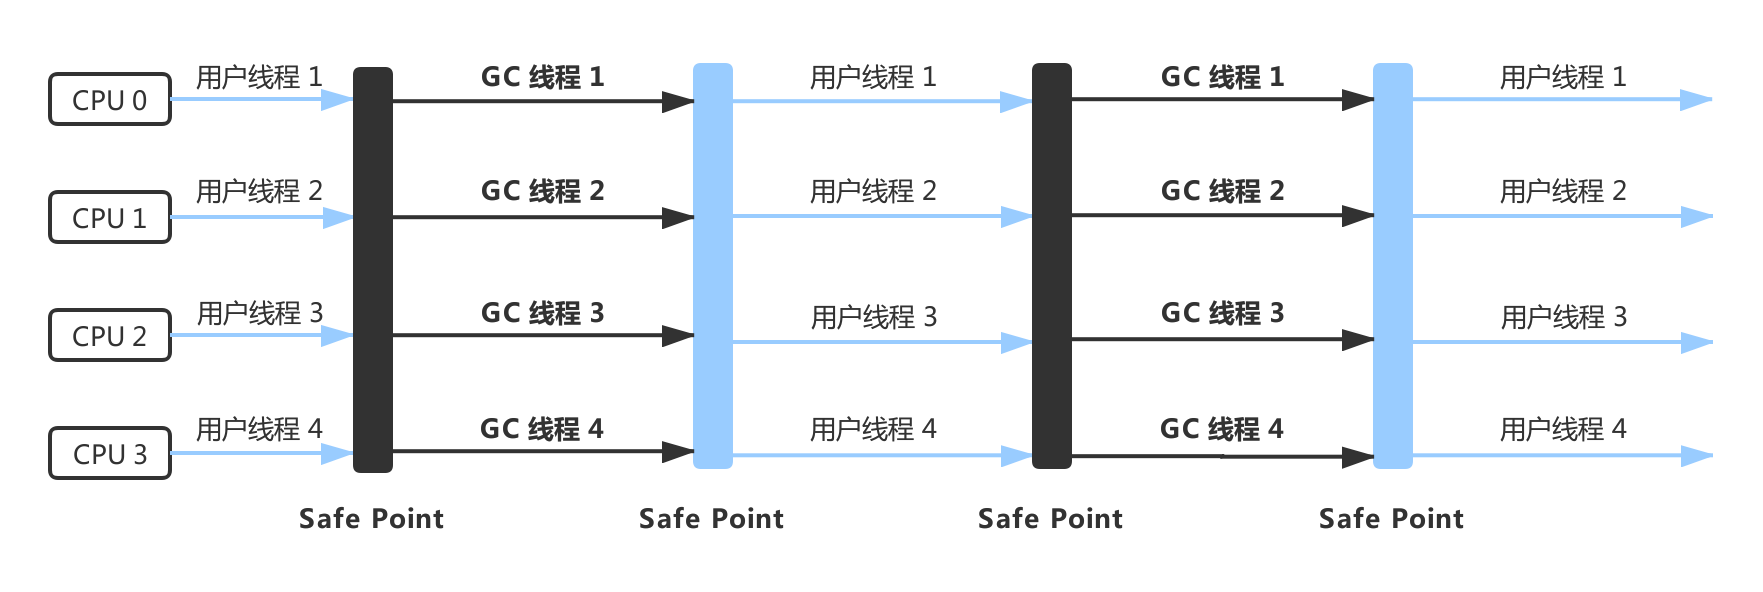 用户线程 1 GC 线程 1 用户线程 1 GC 线程 1 用户线程 1
CPU 0
用户线程 2 GC 线程 2 用户线程 2 GC 线程 2 用户线程 2
CPU 1
用户线程 3 GC 线程 3 用户线程 3 GC 线程 3 用户线程 3
CPU 2
用户线程 4 GC 线程 4 用户线程 4 GC 线程 4 用户线程 4
CPU 3
Safe Point Safe Point Safe Point Safe Point